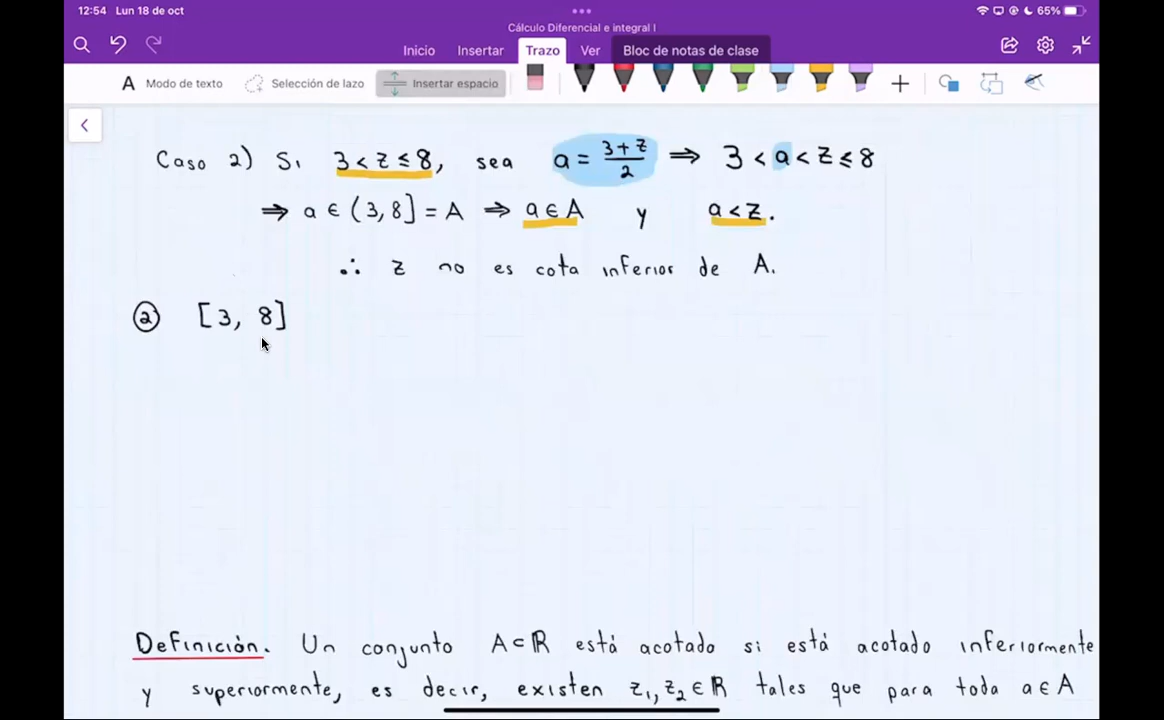 12:54 Lun 18 de oct
65%
Cálculo Diferencial e integral I
Inicio Insertar Trazo Ver Bloc de notas de clase
A Modo de texto Selección de lazo Insertar espacio
Caso 2) Si 3 < z ≤ 8, sea a = (3+z)/2 ⇒ 3 < a < z ≤ 8
⇒ a ∈ (3, 8] = A ⇒ a ∈ A y a < z.
∴ z no es cota inferior de A.
② [3, 8]
Definición. Un conjunto A⊂ℝ está acotado si está acotado inferiormente
y superiormente, es decir, existen z₁, z₂ ∈ ℝ tales que para toda a ∈ A